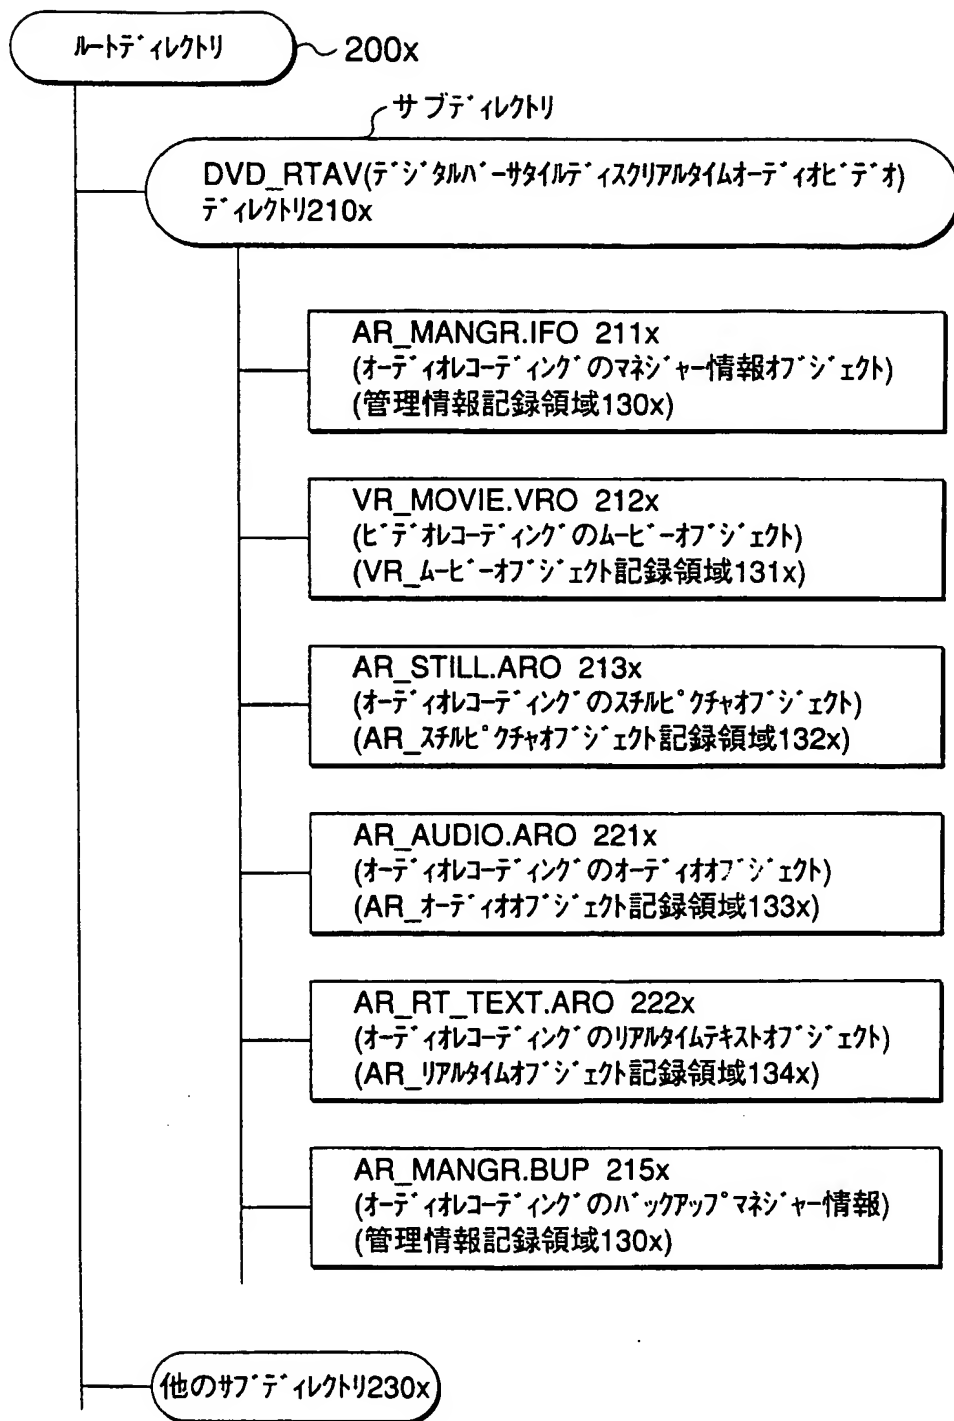 ルートディレクトリ 200x
サブディレクトリ
DVD_RTAV(デジタルバーサタイルディスクリアルタイムオーディオビデオ)
ディレクトリ210x
AR_MANGR.IFO 211x
(オーディオレコーディングのマネジャー情報オブジェクト)
(管理情報記録領域130x)
VR_MOVIE.VRO 212x
(ビデオレコーディングのムービーオブジェクト)
(VR_ムービーオブジェクト記録領域131x)
AR_STILL.ARO 213x
(オーディオレコーディングのスチルピクチャオブジェクト)
(AR_スチルピクチャオブジェクト記録領域132x)
AR_AUDIO.ARO 221x
(オーディオレコーディングのオーディオオブジェクト)
(AR_オーディオオブジェクト記録領域133x)
AR_RT_TEXT.ARO 222x
(オーディオレコーディングのリアルタイムテキストオブジェクト)
(AR_リアルタイムオブジェクト記録領域134x)
AR_MANGR.BUP 215x
(オーディオレコーディングのバックアップマネジャー情報)
(管理情報記録領域130x)
他のサブディレクトリ230x